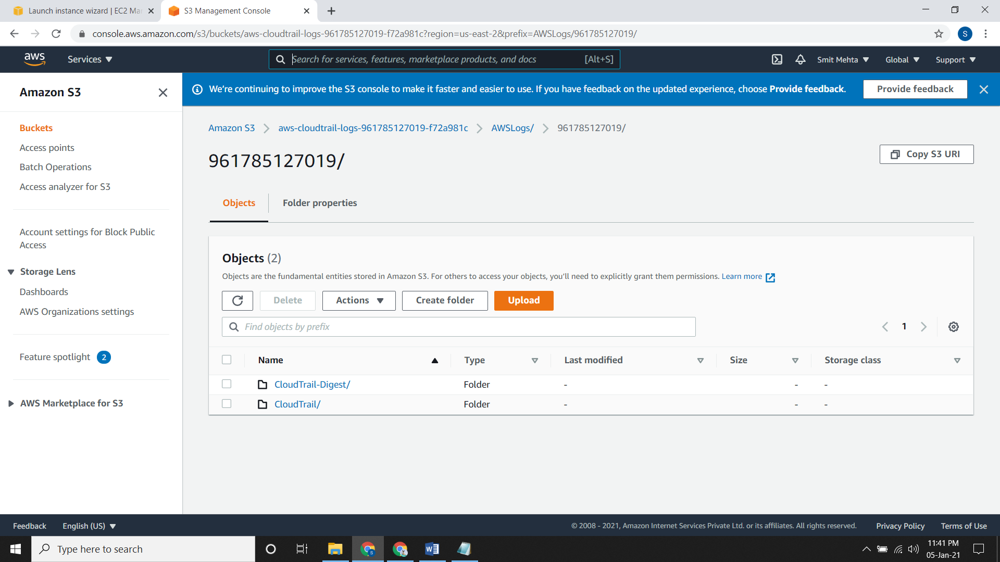 Launch instance wizard | EC2 Mar
S3 Management Console
console.aws.amazon.com/s3/buckets/aws-cloudtrail-logs-961785127019-f72a981c?region=us-east-2&prefix=AWSLogs/961785127019/
S
aws
Services
Search for services, features, marketplace products, and docs
[Alt+S]
Smit Mehta
Global
Support
Amazon S3
We're continuing to improve the S3 console to make it faster and easier to use. If you have feedback on the updated experience, choose Provide feedback.
Provide feedback
Buckets
Access points
Batch Operations
Access analyzer for S3
Account settings for Block Public
Access
Storage Lens
Dashboards
AWS Organizations settings
Feature spotlight 2
AWS Marketplace for S3
Amazon S3
aws-cloudtrail-logs-961785127019-f72a981c
AWSLogs/
961785127019/
961785127019/
Copy S3 URI
Objects
Folder properties
Objects (2)
Objects are the fundamental entities stored in Amazon S3. For others to access your objects, you'll need to explicitly grant them permissions. Learn more
Delete
Actions
Create folder
Upload
Find objects by prefix
1
Name
Type
Last modified
Size
Storage class
CloudTrail-Digest/ Folder - - -
CloudTrail/ Folder - - -
Feedback
English (US)
© 2008 - 2021, Amazon Internet Services Private Ltd. or its affiliates. All rights reserved.
Privacy Policy
Terms of Use
Type here to search
11:41 PM
05-Jan-21